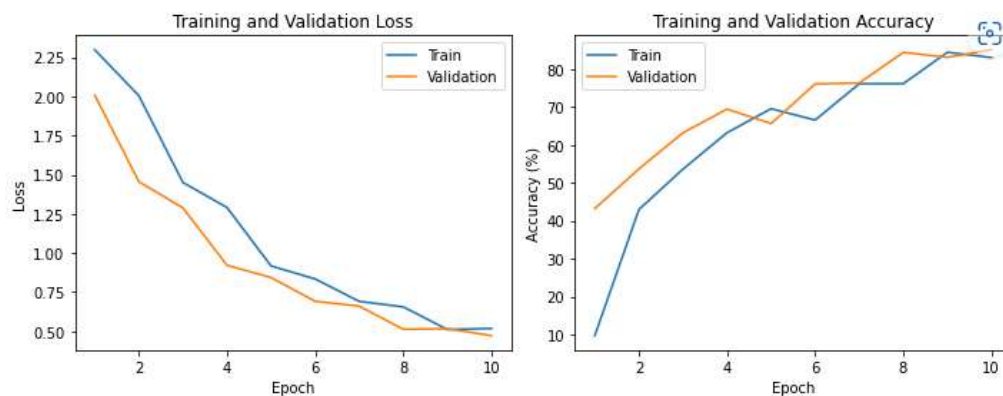 Training and Validation Loss
Train
Validation
2.25
2.00
1.75
1.50
1.25
1.00
0.75
0.50
Loss
2
4
6
8
10
Epoch
Training and Validation Accuracy
Train
Validation
80
70
60
50
40
30
20
10
Accuracy (%)
2
4
6
8
10
Epoch